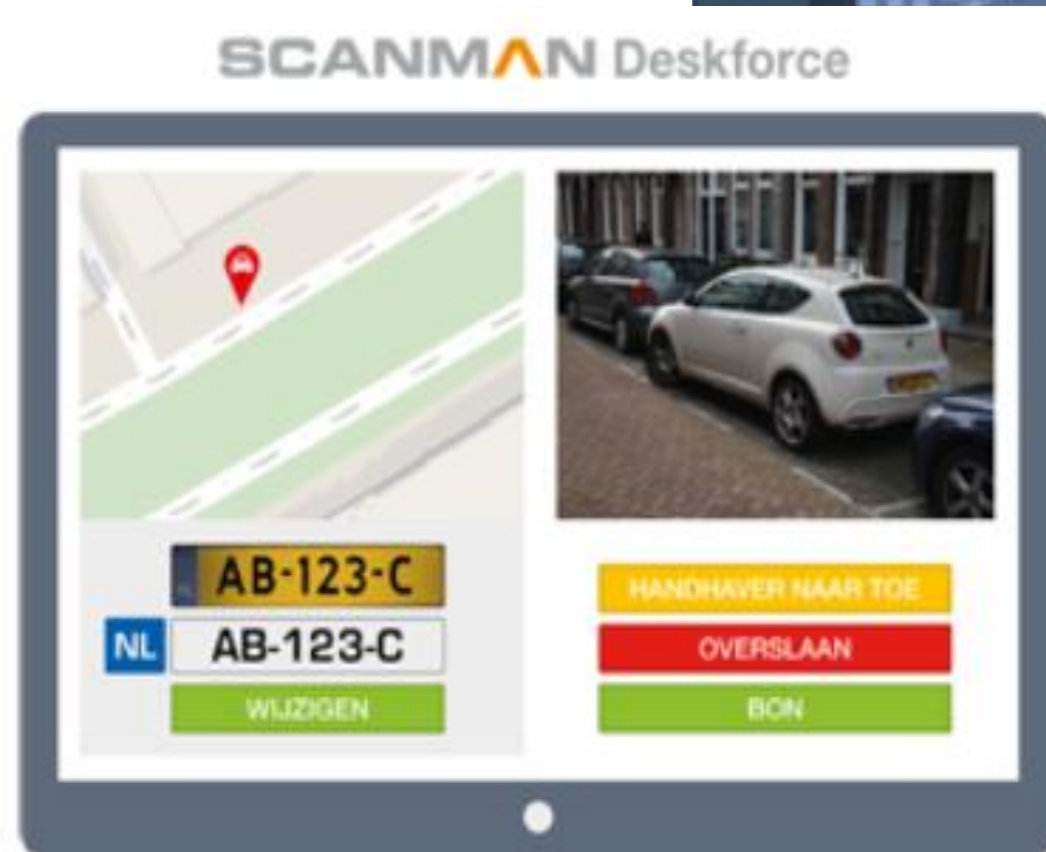 SCANMAN Deskforce
AB-123-C
NL AB-123-C
WIJZIGEN
HANDHAVER NAAR TOE
OVERSLAAN
BON